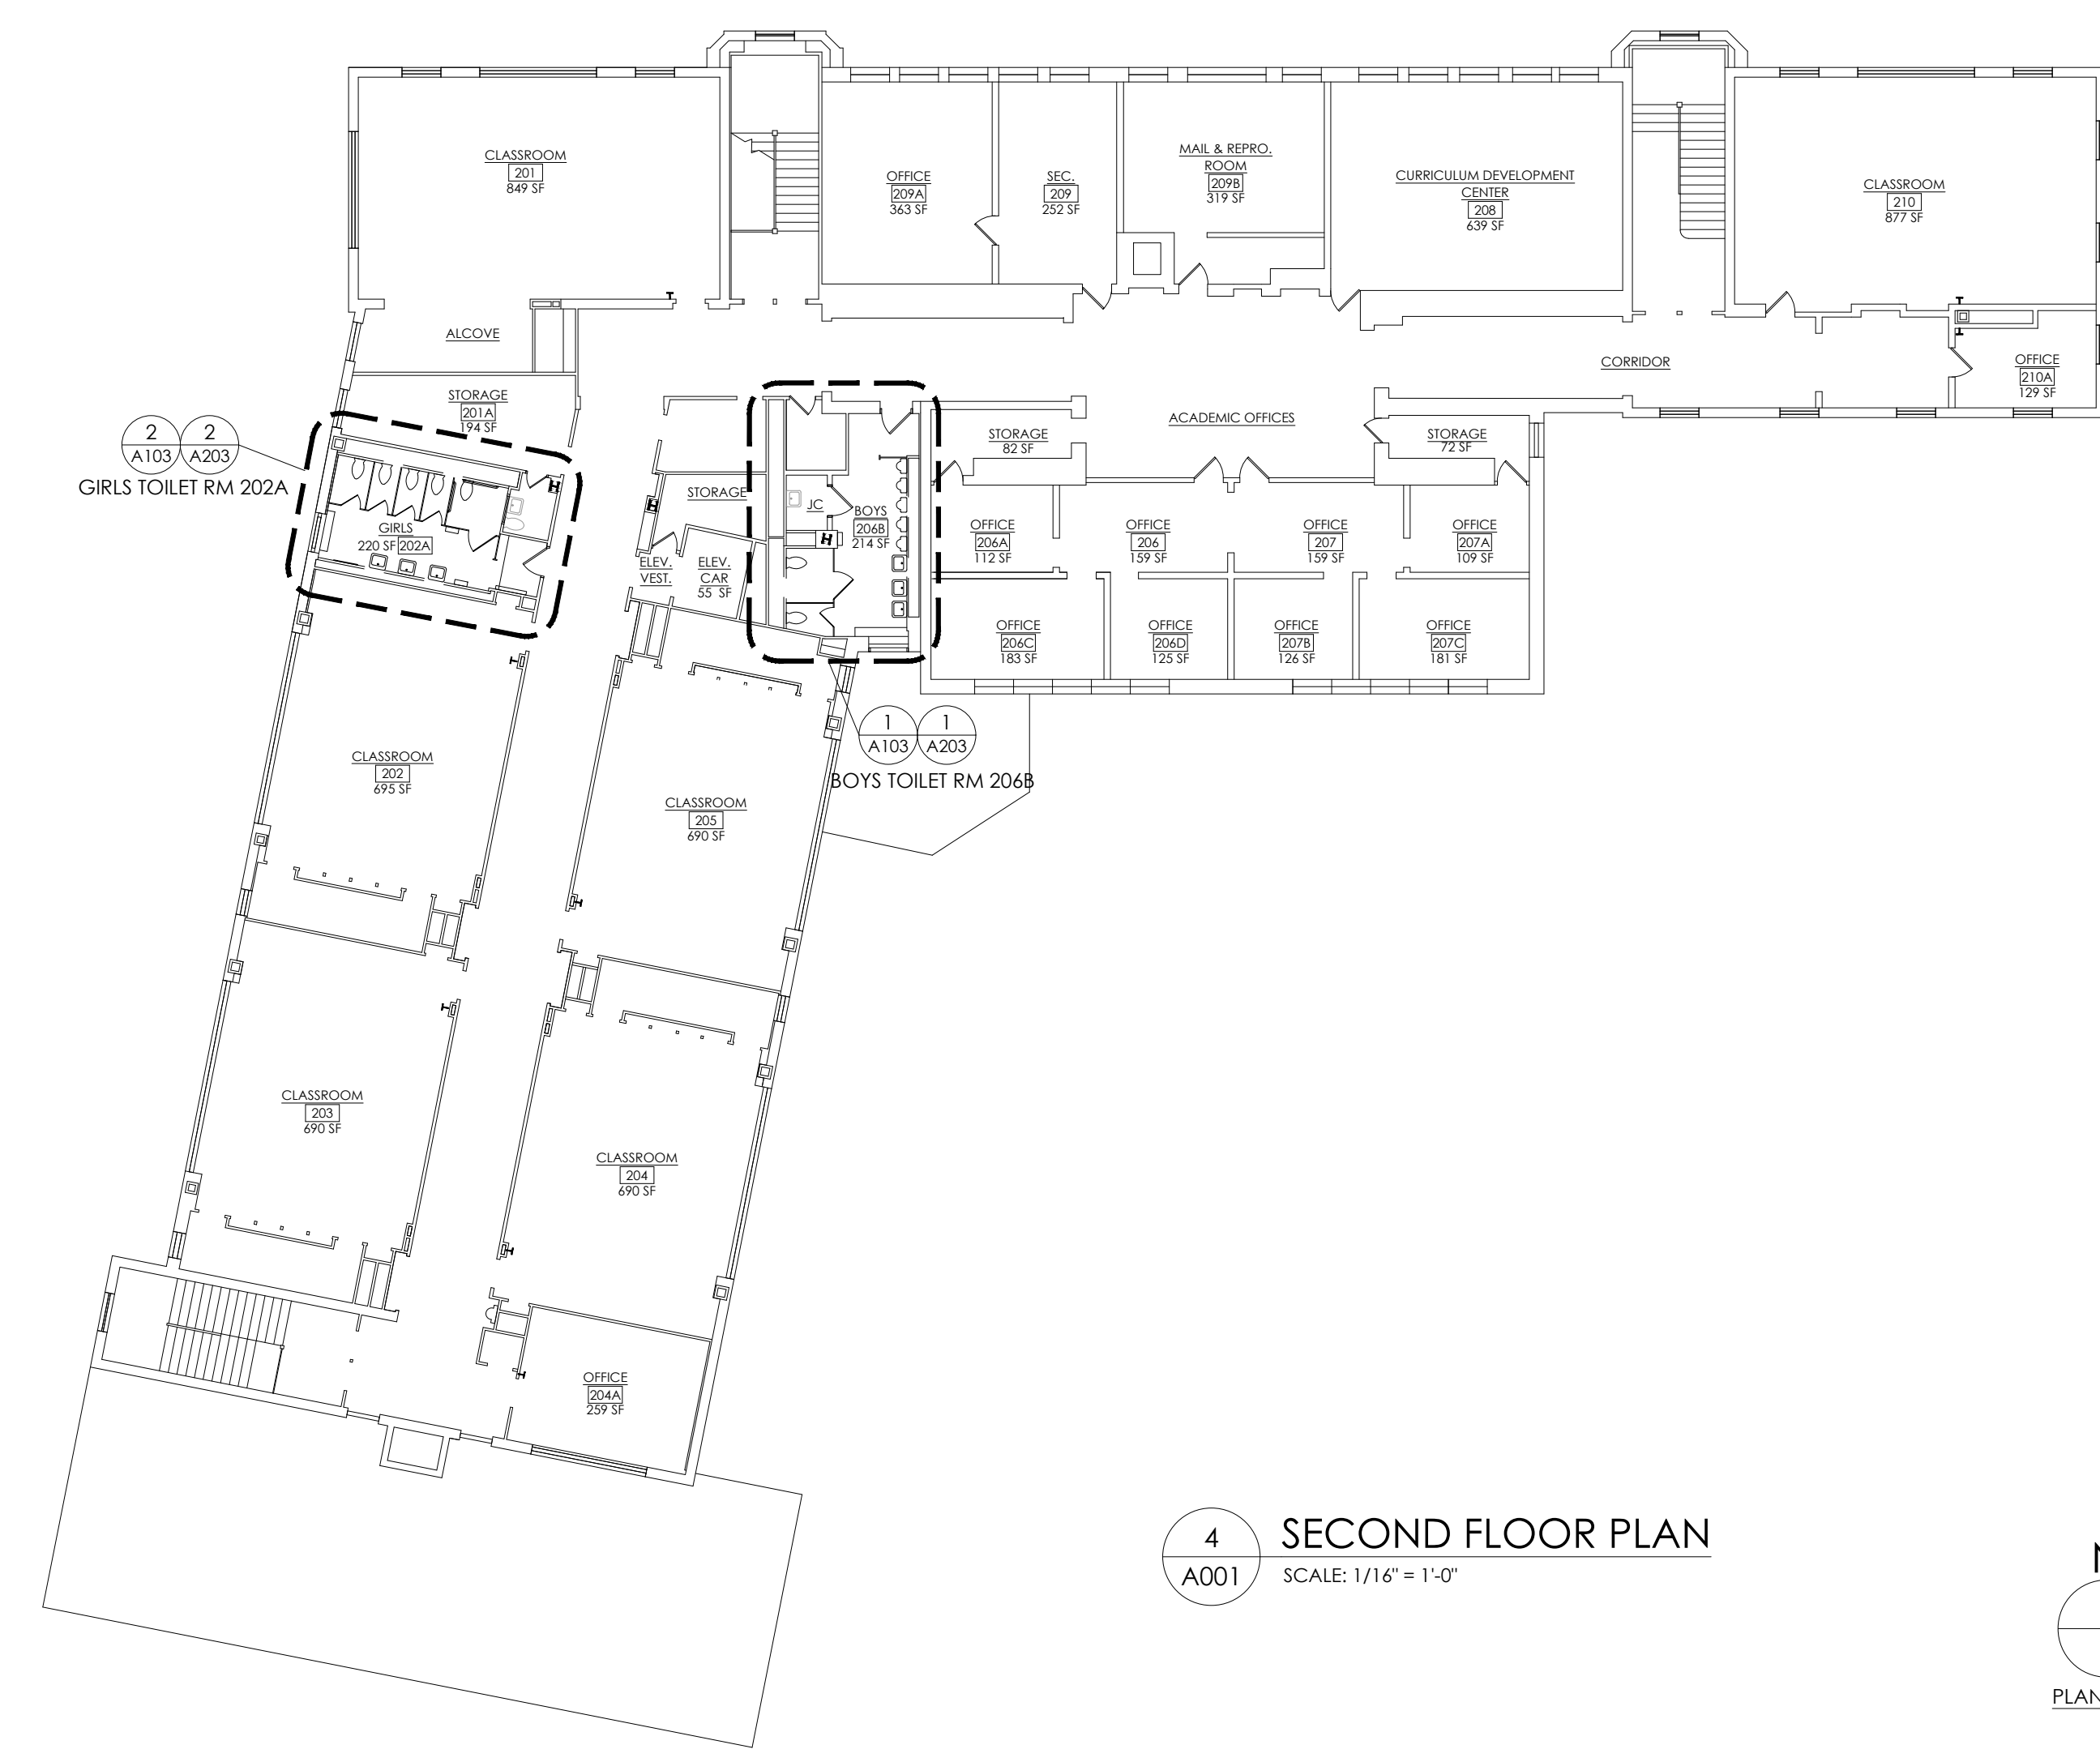 CLASSROOM
201
849 SF
OFFICE
209A
363 SF
SEC.
209
252 SF
MAIL & REPRO.
ROOM
209B
319 SF
CURRICULUM DEVELOPMENT
CENTER
208
639 SF
CLASSROOM
210
877 SF
ALCOVE
CORRIDOR
OFFICE
210A
129 SF
STORAGE
201A
194 SF
ACADEMIC OFFICES
STORAGE
82 SF
STORAGE
72 SF
2
A103
2
A203
GIRLS TOILET RM 202A
GIRLS
220 SF 202A
STORAGE
JC
BOYS
206B
214 SF
ELEV.
VEST.
ELEV.
CAR
55 SF
OFFICE
206A
112 SF
OFFICE
206
159 SF
OFFICE
207
159 SF
OFFICE
207A
109 SF
OFFICE
206C
183 SF
OFFICE
206D
125 SF
OFFICE
207B
126 SF
OFFICE
207C
181 SF
1
A103
1
A203
BOYS TOILET RM 206B
CLASSROOM
202
695 SF
CLASSROOM
205
690 SF
CLASSROOM
203
690 SF
CLASSROOM
204
690 SF
OFFICE
204A
259 SF
4
A001
SECOND FLOOR PLAN
SCALE: 1/16" = 1'-0"
PLAN